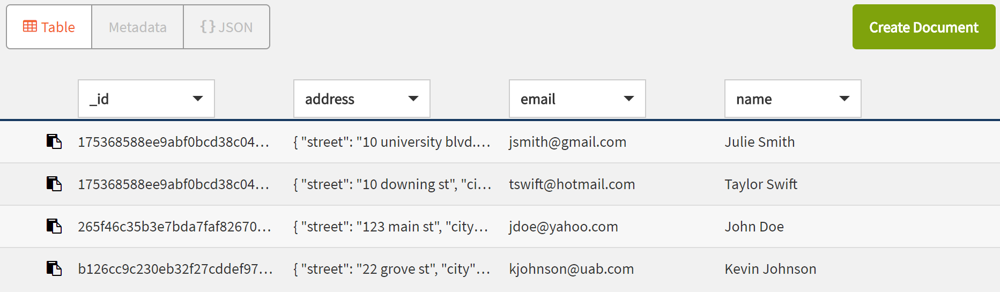 Table Metadata {} JSON Create Document
_id address email name
175368588ee9abf0bcd38c04... { "street": "10 university blvd.... jsmith@gmail.com Julie Smith
175368588ee9abf0bcd38c04... { "street": "10 downing st", "ci... tswift@hotmail.com Taylor Swift
265f46c35b3e7bda7faf82670... { "street": "123 main st", "city... jdoe@yahoo.com John Doe
b126cc9c230eb32f27cddef97... { "street": "22 grove st", "city"... kjohnson@uab.com Kevin Johnson